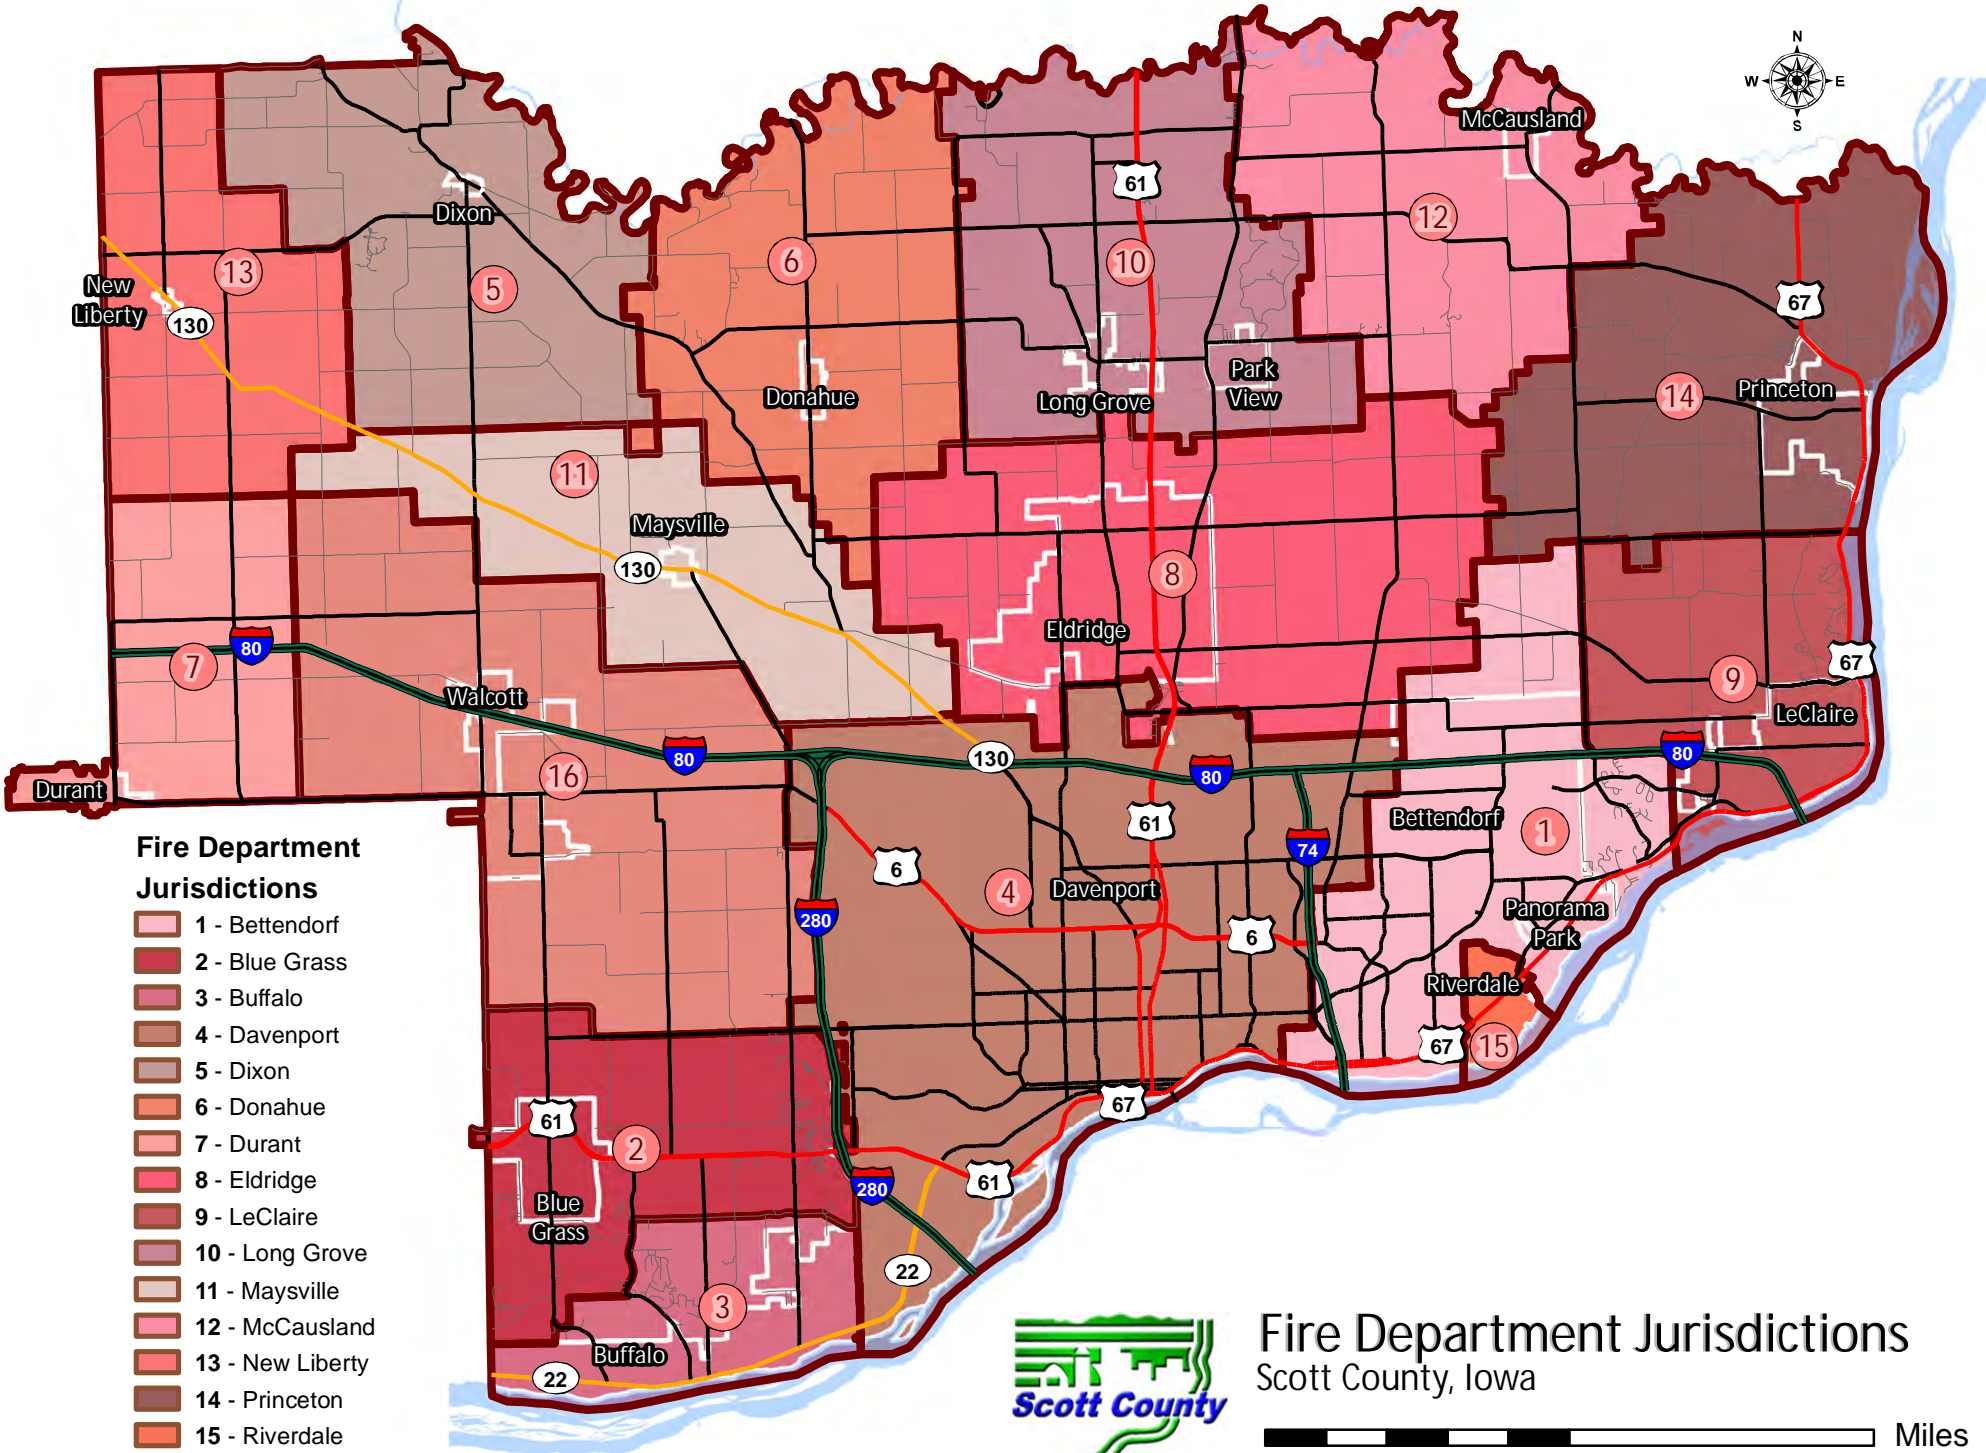 N
W E
S
McCausland
61
Dixon
12
6
10
13
5
New
Liberty
130
67
Park
View
Donahue
Long Grove
14
Princeton
11
Maysville
130
8
Eldridge
80
7
67
9
Walcott
LeClaire
80
130
80
80
16
Durant
61
Bettendorf
1
74
6
4
Davenport
280
Panorama
Park
6
Riverdale
67
15
67
61
2
280
61
Blue
Grass
22
3
Buffalo
22
Fire Department
Jurisdictions
1 - Bettendorf
2 - Blue Grass
3 - Buffalo
4 - Davenport
5 - Dixon
6 - Donahue
7 - Durant
8 - Eldridge
9 - LeClaire
10 - Long Grove
11 - Maysville
12 - McCausland
13 - New Liberty
14 - Princeton
15 - Riverdale
Scott County
Fire Department Jurisdictions
Scott County, Iowa
Miles